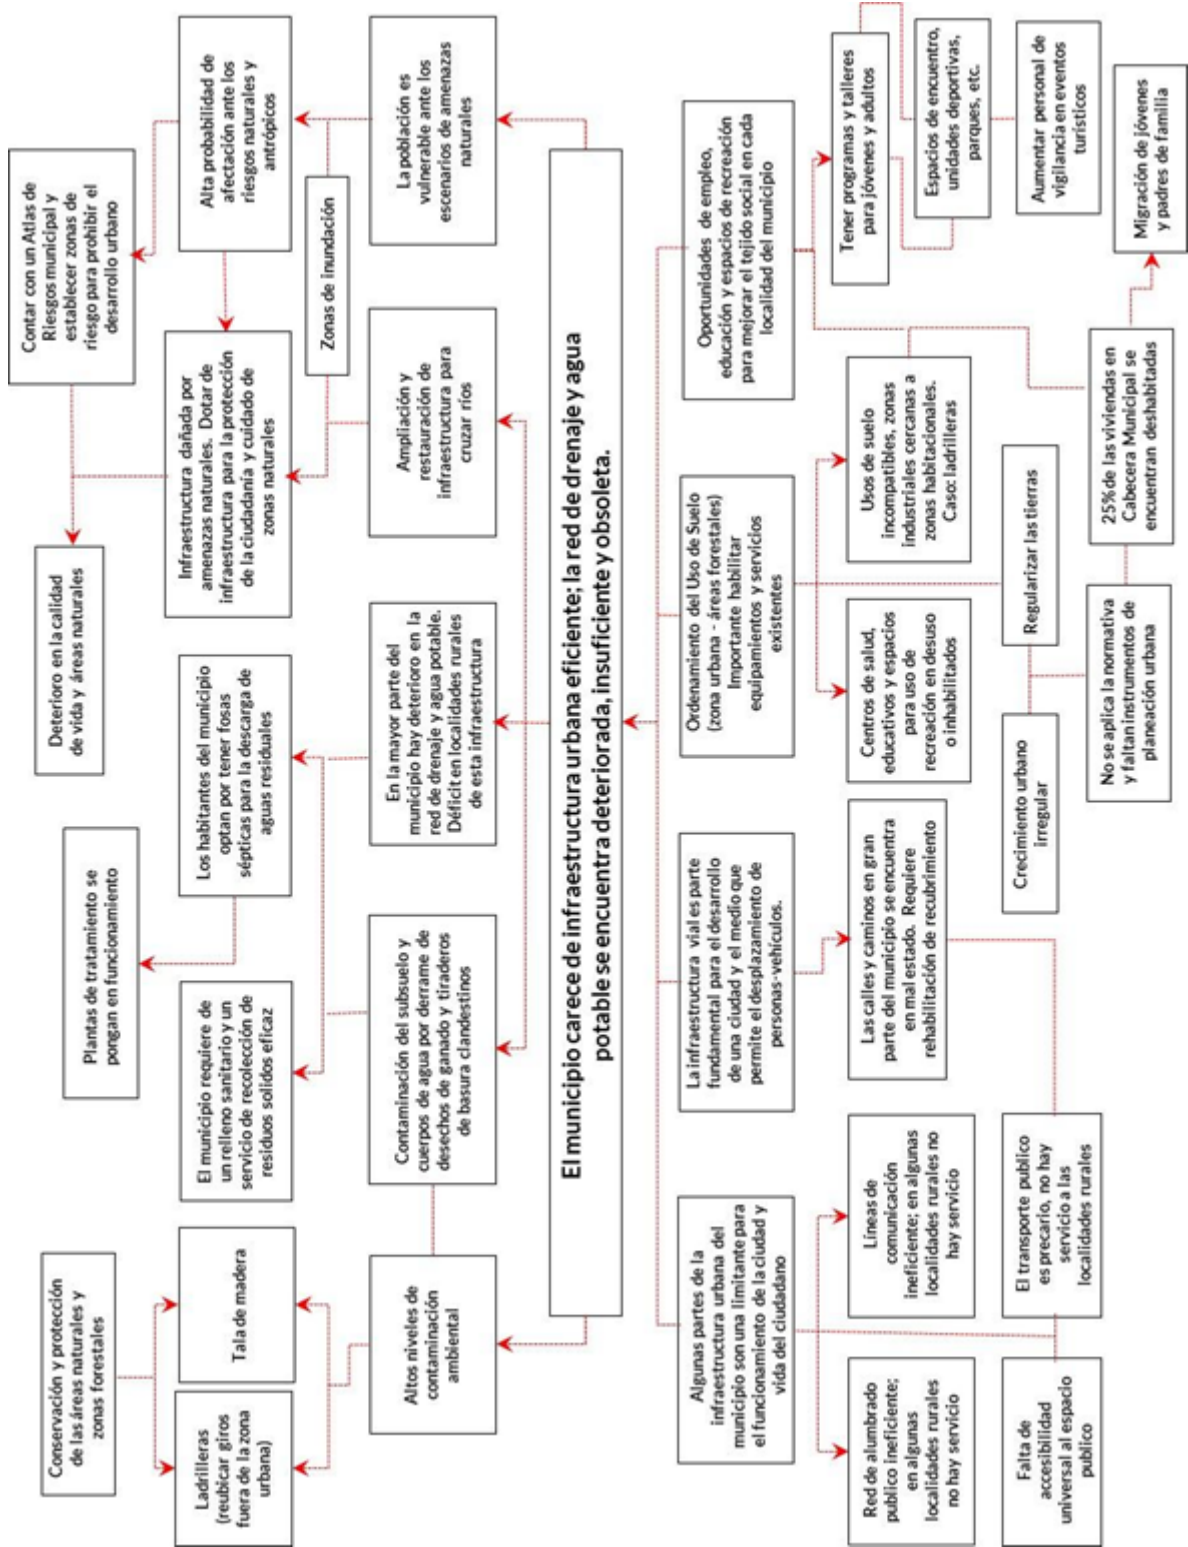 Conservación y protección
de las áreas naturales y
zonas forestales
Plantas de tratamiento se
pongan en funcionamiento
Deterioro en la calidad
de vida y áreas naturales
Contar con un Atlas de
Riesgos municipal y
establecer zonas de
riesgo para prohibir el
desarrollo urbano
Ladrilleras
(reubicar giros
fuera de la zona
urbana)
Tala de madera
El municipio requiere de
un relleno sanitario y un
servicio de recolección de
residuos solidos eficaz
Los habitantes del municipio
optan por tener fosas
sépticas para la descarga de
aguas residuales
Infraestructura dañada por
amenazas naturales. Dotar de
infraestructura para la protección
de la ciudadanía y cuidado de
zonas naturales
Alta probabilidad de
afectación ante los
riesgos naturales y
antrópicos
Zonas de inundación
Altos niveles de
contaminación
ambiental
Contaminación del subsuelo y
cuerpos de agua por derrame de
desechos de ganado y tiraderos
de basura clandestinos
En la mayor parte del
municipio hay deterioro en la
red de drenaje y agua potable.
Déficit en localidades rurales
de esta infraestructura
Ampliación y
restauración de
infraestructura para
cruzar ríos
La población es
vulnerable ante los
escenarios de amenazas
naturales
El municipio carece de infraestructura urbana eficiente; la red de drenaje y agua
potable se encuentra deteriorada, insuficiente y obsoleta.
Algunas partes de la
infraestructura urbana del
municipio son una limitante para
el funcionamiento de la ciudad y
vida del ciudadano
La infraestructura vial es parte
fundamental para el desarrollo
de una ciudad y el medio que
permite el desplazamiento de
personas-vehículos.
Ordenamiento del Uso de Suelo
(zona urbana - áreas forestales)
Importante habilitar
equipamientos y servicios
existentes
Oportunidades de empleo,
educación y espacios de recreación
para mejorar el tejido social en cada
localidad del municipio
Red de alumbrado
publico ineficiente;
en algunas
localidades rurales
no hay servicio
Líneas de
comunicación
ineficiente; en algunas
localidades rurales no
hay servicio
Las calles y caminos en gran
parte del municipio se encuentra
en mal estado. Requiere
rehabilitación de recubrimiento
Centros de salud,
educativos y espacios
para uso de
recreación en desuso
o inhabilitados
Usos de suelo
incompatibles, zonas
industriales cercanas a
zonas habitacionales.
Caso: ladrilleras
Tener programas y talleres
para jóvenes y adultos
Espacios de encuentro,
unidades deportivas,
parques, etc.
Falta de
accesibilidad
universal al espacio
publico
El transporte publico
es precario, no hay
servicio a las
localidades rurales
Crecimiento urbano
irregular
Regularizar las tierras
Aumentar personal de
vigilancia en eventos
turísticos
No se aplica la normativa
y faltan instrumentos de
planeación urbana
25% de las viviendas en
Cabecera Municipal se
encuentran deshabitadas
Migración de jóvenes
y padres de familia